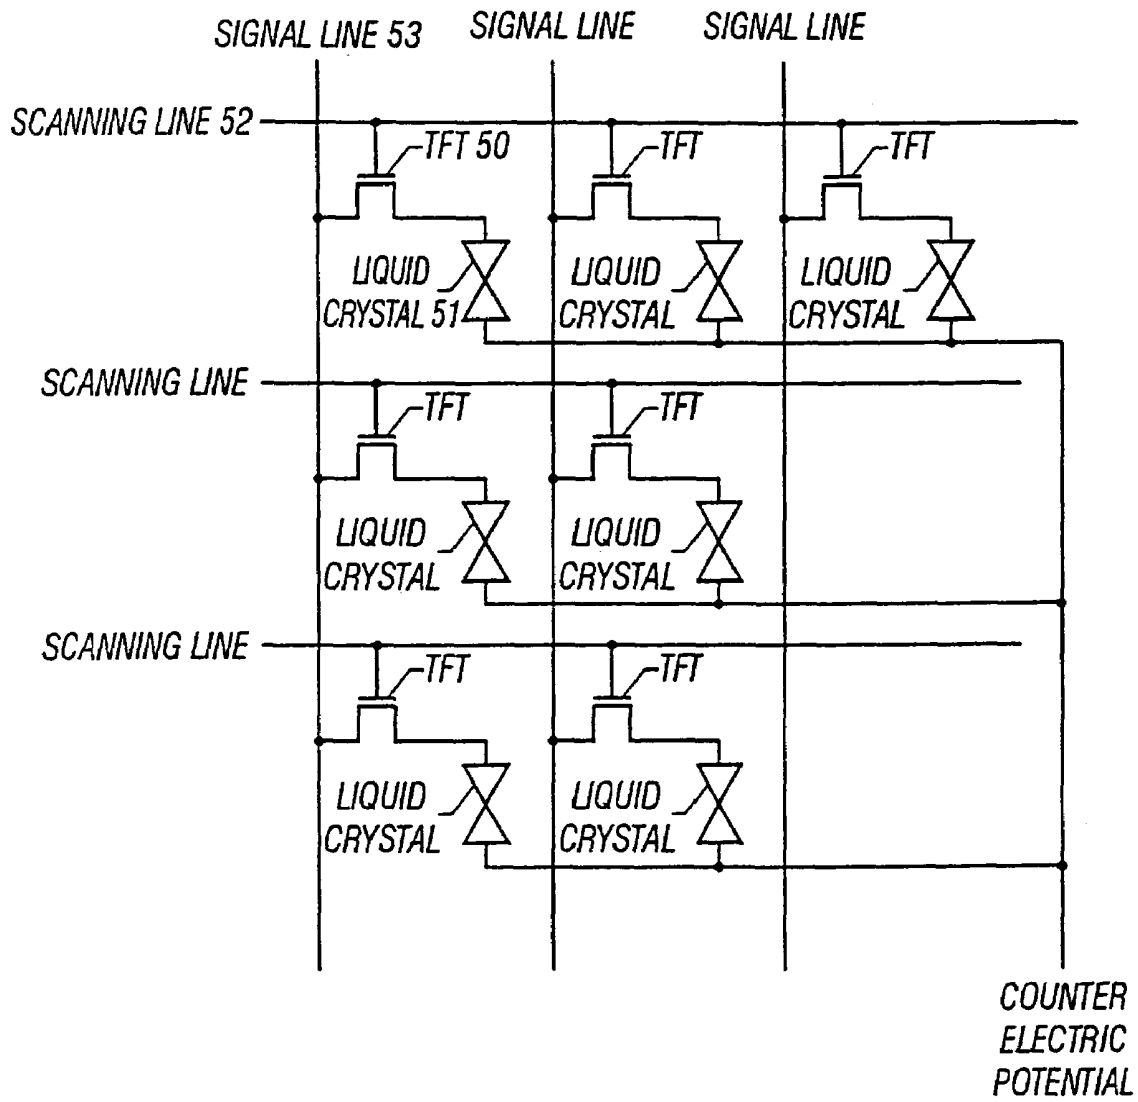 SIGNAL LINE 53 SIGNAL LINE SIGNAL LINE
SCANNING LINE 52
TFT 50 TFT TFT
LIQUID LIQUID LIQUID
CRYSTAL 51 CRYSTAL CRYSTAL
SCANNING LINE
TFT TFT
LIQUID LIQUID
CRYSTAL CRYSTAL
SCANNING LINE
TFT TFT
LIQUID LIQUID
CRYSTAL CRYSTAL
COUNTER
ELECTRIC
POTENTIAL